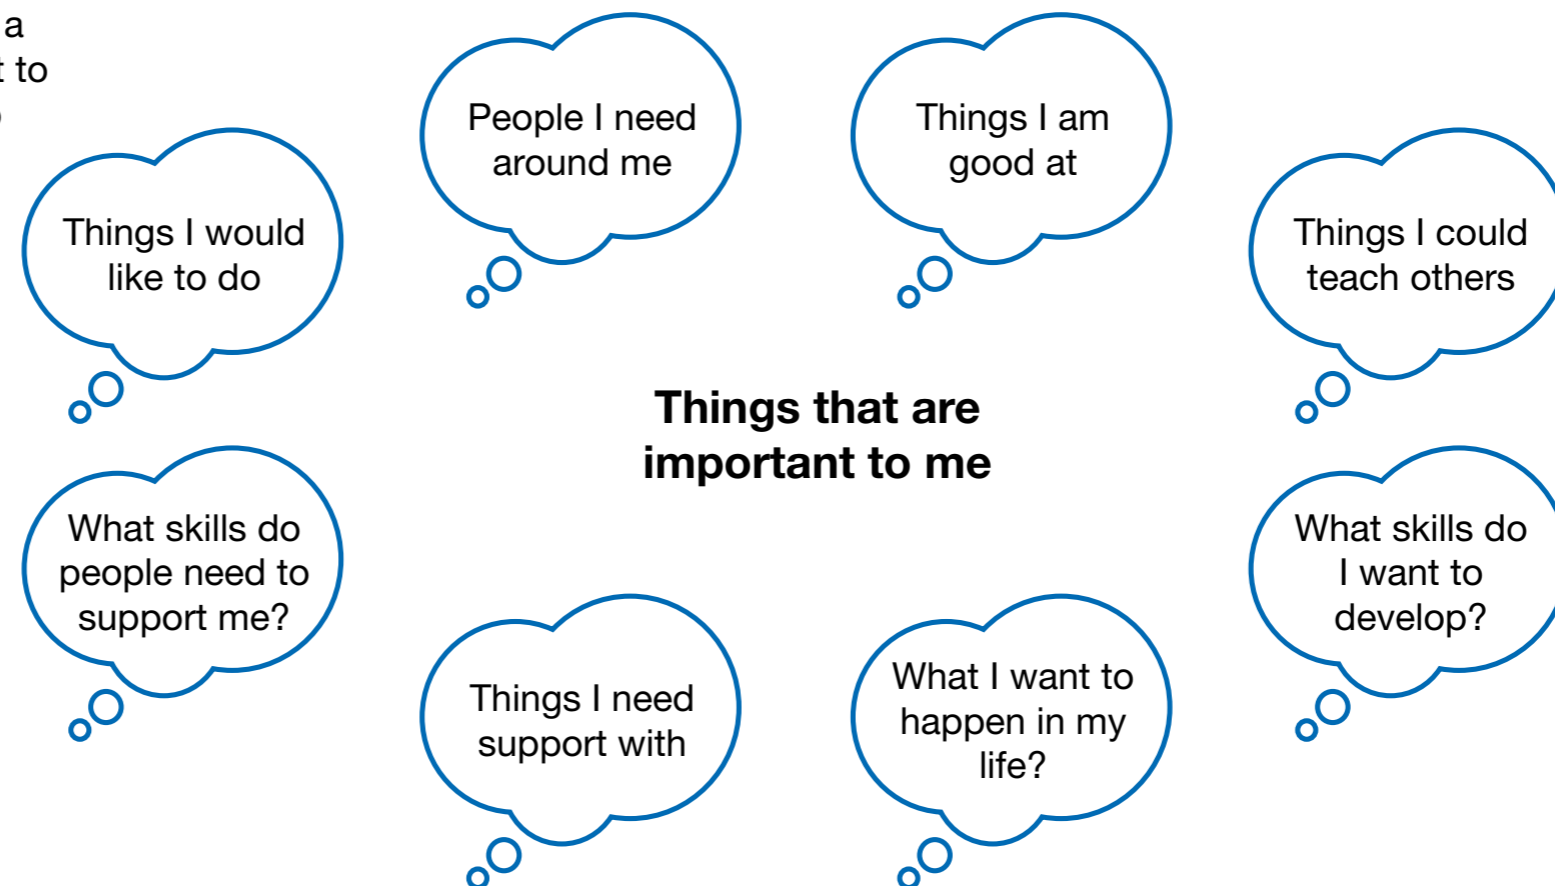 a
t to
People I need
around me
Things I am
good at
Things I would
like to do
Things I could
teach others
Things that are
important to me
What skills do
people need to
support me?
What skills do
I want to
develop?
Things I need
support with
What I want to
happen in my
life?